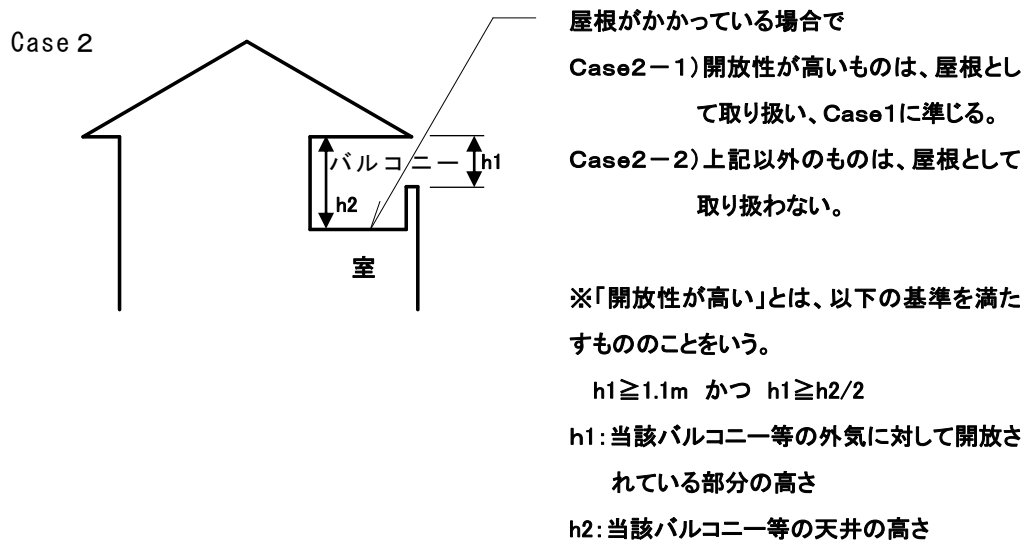 Case 2
バルコニー
h1
h2
室
屋根がかかっている場合で
Case2－1）開放性が高いものは、屋根とし
て取り扱い、Case1に準じる。
Case2－2）上記以外のものは、屋根として
取り扱わない。
※「開放性が高い」とは、以下の基準を満た
すもののことをいう。
h1≧1.1m かつ h1≧h2/2
h1：当該バルコニー等の外気に対して開放さ
れている部分の高さ
h2：当該バルコニー等の天井の高さ